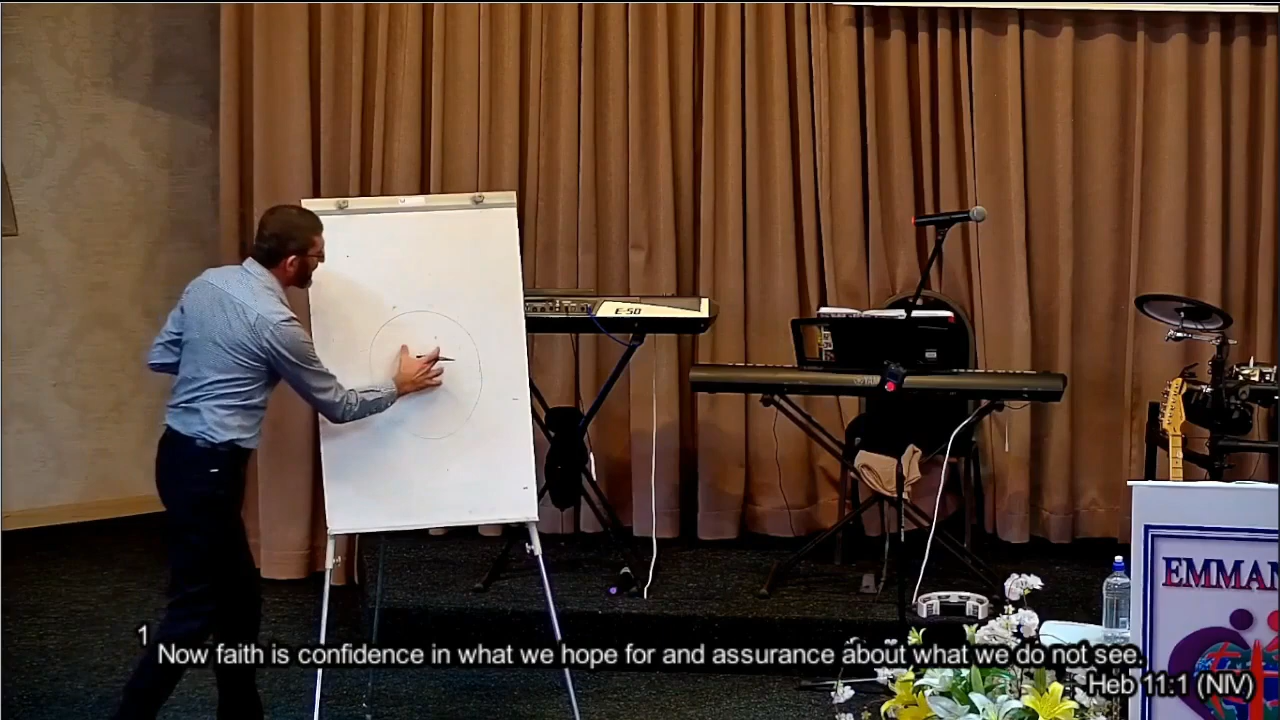 E-50
EMMAN
1
Now faith is confidence in what we hope for and assurance about what we do not see.
Heb 11:1 (NIV)